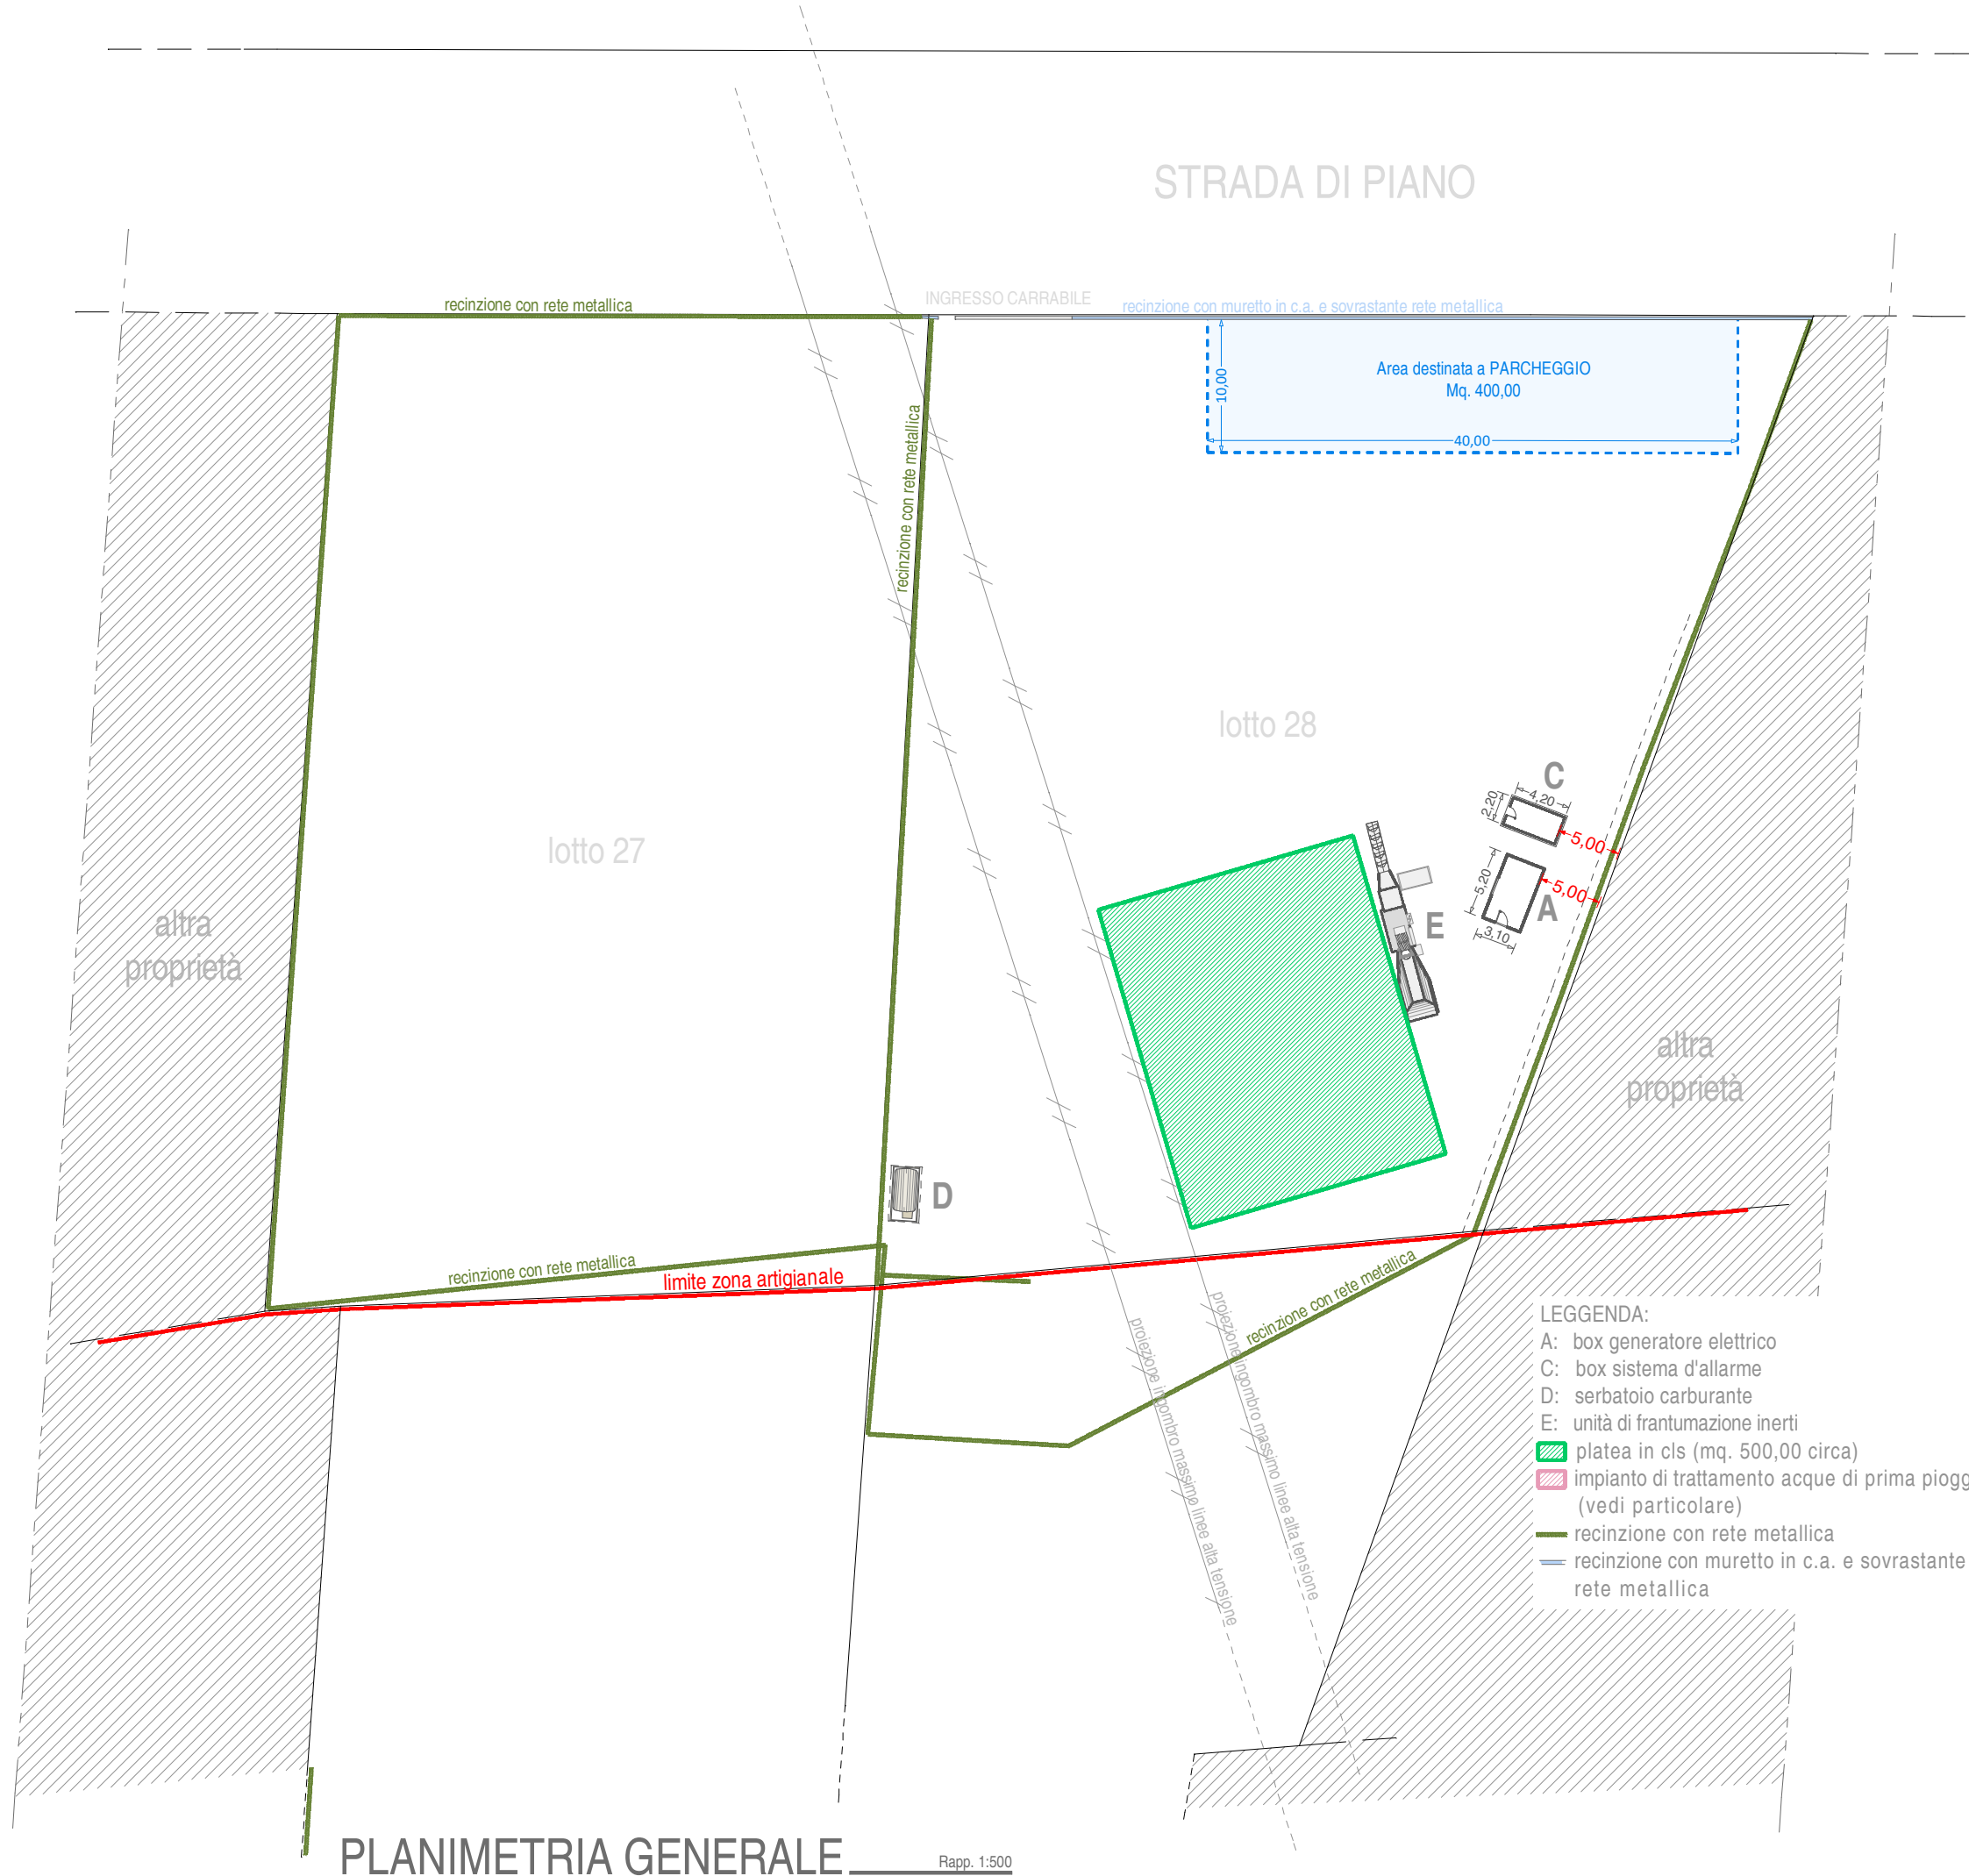 STRADA DI PIANO
INGRESSO CARRABILE
recinzione con rete metallica
recinzione con muretto in c.a. e sovrastante rete metallica
Area destinata a PARCHEGGIO
Mq. 400,00
10,00
40,00
recinzione con rete metallica
lotto 28
lotto 27
C
4,20
2,20
5,00
5,20
5,00
A
3,10
E
altra
proprietà
altra
proprietà
D
recinzione con rete metallica
limite zona artigianale
recinzione con rete metallica
proiezione ingombro massimo linee alta tensione
proiezione ingombro massimo linee alta tensione
LEGGENDA:
A: box generatore elettrico
C: box sistema d'allarme
D: serbatoio carburante
E: unità di frantumazione inerti
platea in cls (mq. 500,00 circa)
impianto di trattamento acque di prima piogg
(vedi particolare)
recinzione con rete metallica
recinzione con muretto in c.a. e sovrastante
rete metallica
PLANIMETRIA GENERALE
Rapp. 1:500